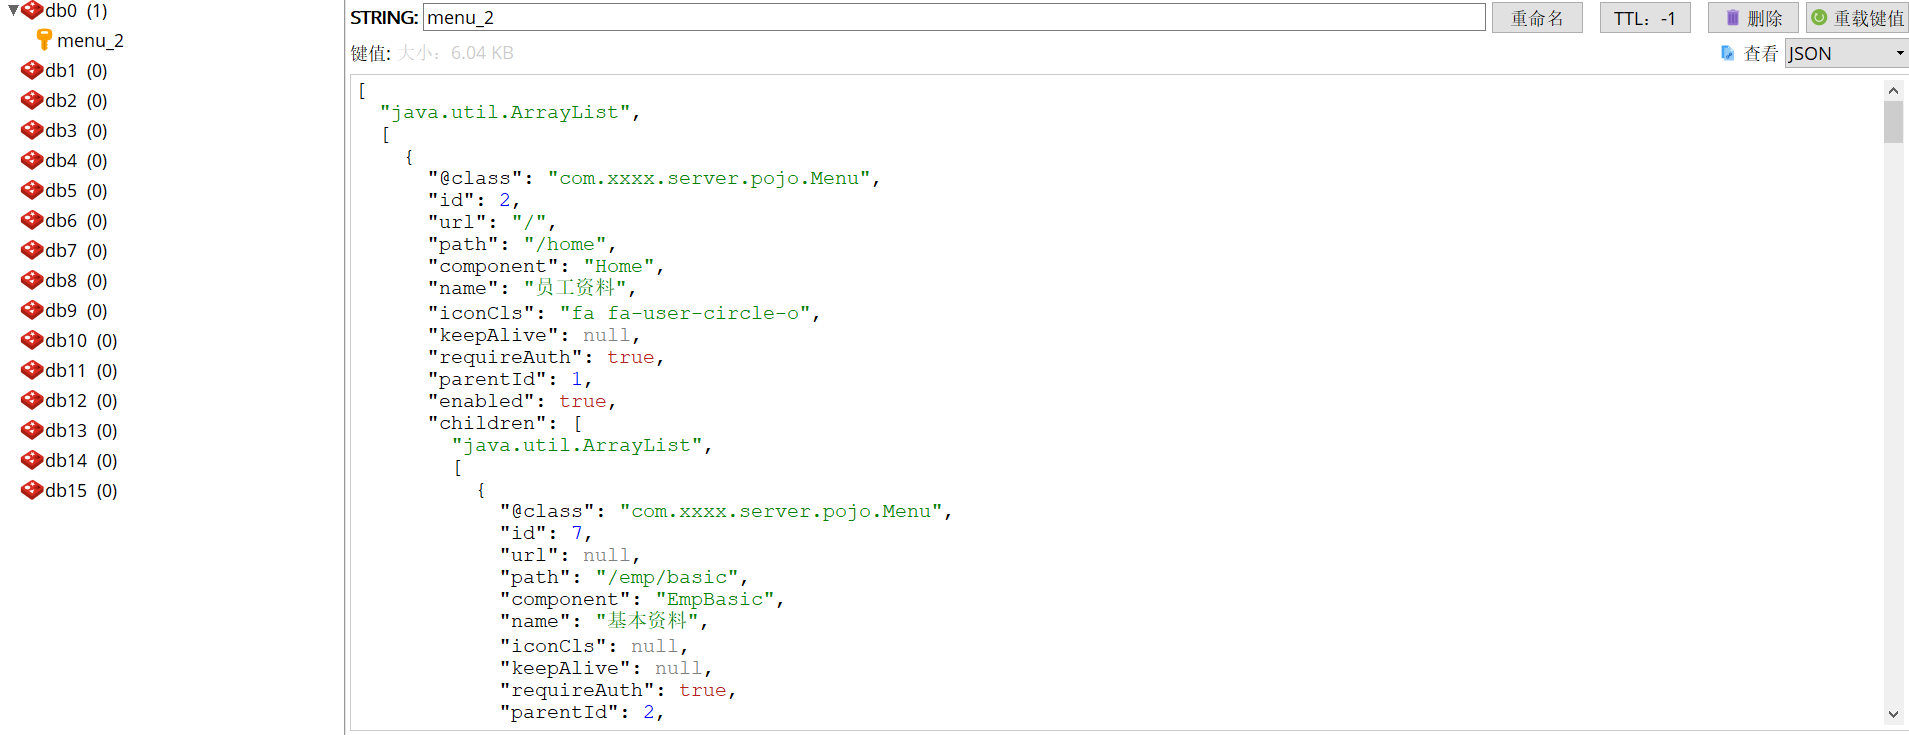 db0 (1)
menu_2
db1 (0)
db2 (0)
db3 (0)
db4 (0)
db5 (0)
db6 (0)
db7 (0)
db8 (0)
db9 (0)
db10 (0)
db11 (0)
db12 (0)
db13 (0)
db14 (0)
db15 (0)
STRING: menu_2 重命名 TTL: -1 删除 重载键值
键值: 大小: 6.04 KB 查看 JSON
[
"java.util.ArrayList",
[
{
"@class": "com.xxxx.server.pojo.Menu",
"id": 2,
"url": "/",
"path": "/home",
"component": "Home",
"name": "员工资料",
"iconCls": "fa fa-user-circle-o",
"keepAlive": null,
"requireAuth": true,
"parentId": 1,
"enabled": true,
"children": [
"java.util.ArrayList",
[
{
"@class": "com.xxxx.server.pojo.Menu",
"id": 7,
"url": null,
"path": "/emp/basic",
"component": "EmpBasic",
"name": "基本资料",
"iconCls": null,
"keepAlive": null,
"requireAuth": true,
"parentId": 2,